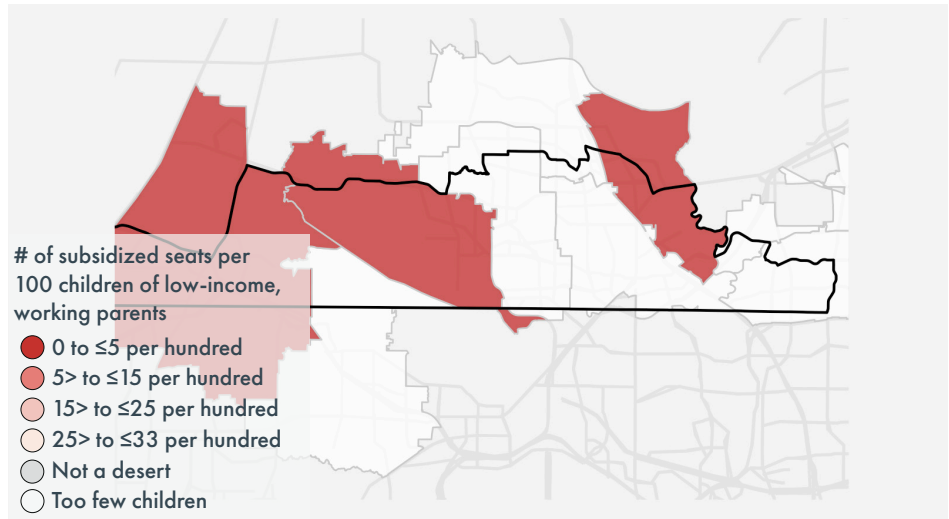 # of subsidized seats per
100 children of low-income,
working parents
0 to ≤5 per hundred
5> to ≤15 per hundred
15> to ≤25 per hundred
25> to ≤33 per hundred
Not a desert
Too few children